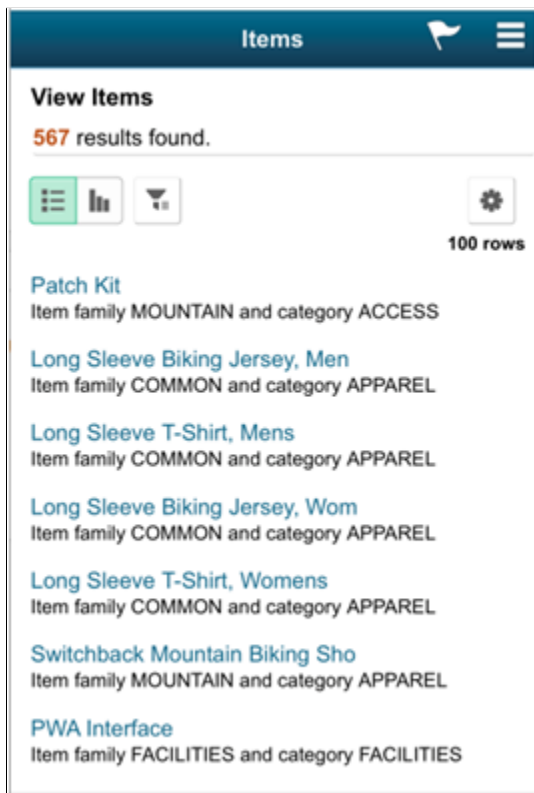 Items
View Items
567 results found.
100 rows
Patch Kit
Item family MOUNTAIN and category ACCESS
Long Sleeve Biking Jersey, Men
Item family COMMON and category APPAREL
Long Sleeve T-Shirt, Mens
Item family COMMON and category APPAREL
Long Sleeve Biking Jersey, Wom
Item family COMMON and category APPAREL
Long Sleeve T-Shirt, Womens
Item family COMMON and category APPAREL
Switchback Mountain Biking Sho
Item family MOUNTAIN and category APPAREL
PWA Interface
Item family FACILITIES and category FACILITIES